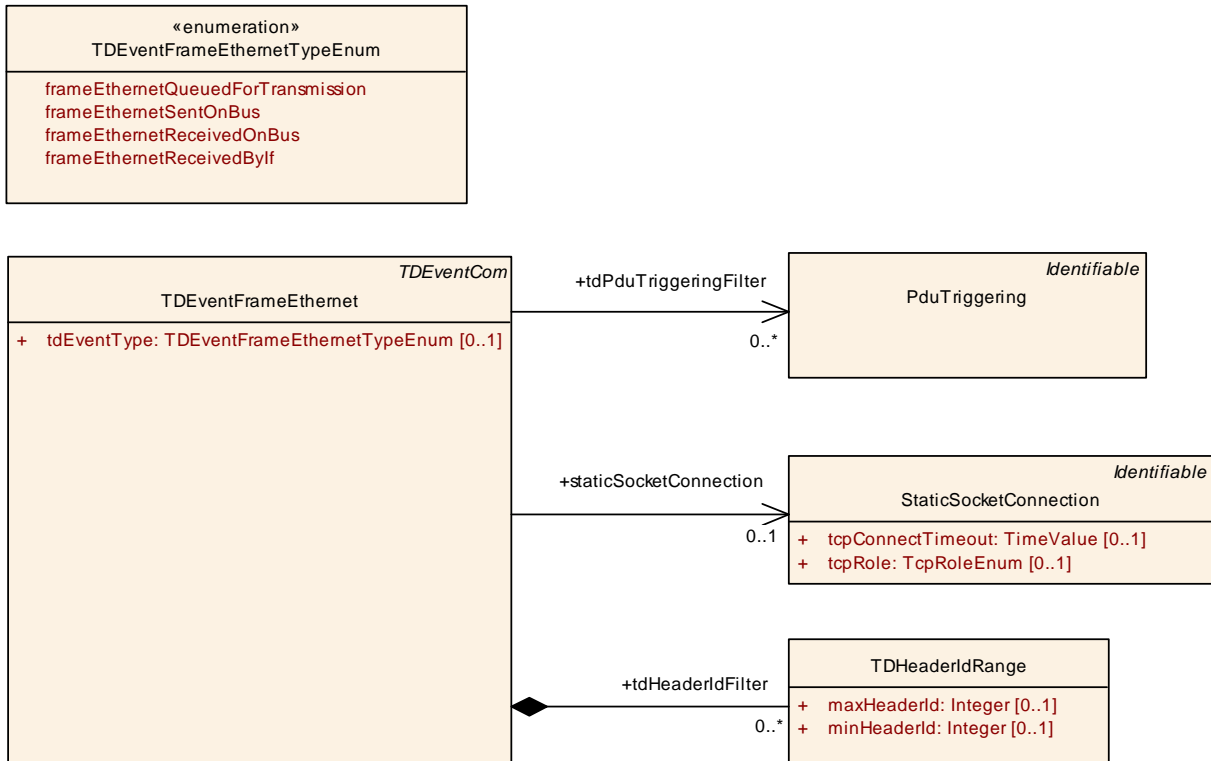 «enumeration»
TDEventFrameEthernetTypeEnum
frameEthernetQueuedForTransmission
frameEthernetSentOnBus
frameEthernetReceivedOnBus
frameEthernetReceivedByIf
TDEventCom
TDEventFrameEthernet
+ tdEventType: TDEventFrameEthernetTypeEnum [0..1]
+tdPduTriggeringFilter
0..*
Identifiable
PduTriggering
+staticSocketConnection
0..1
Identifiable
StaticSocketConnection
+ tcpConnectTimeout: TimeValue [0..1]
+ tcpRole: TcpRoleEnum [0..1]
+tdHeaderIdFilter
0..*
TDHeaderIdRange
+ maxHeaderId: Integer [0..1]
+ minHeaderId: Integer [0..1]